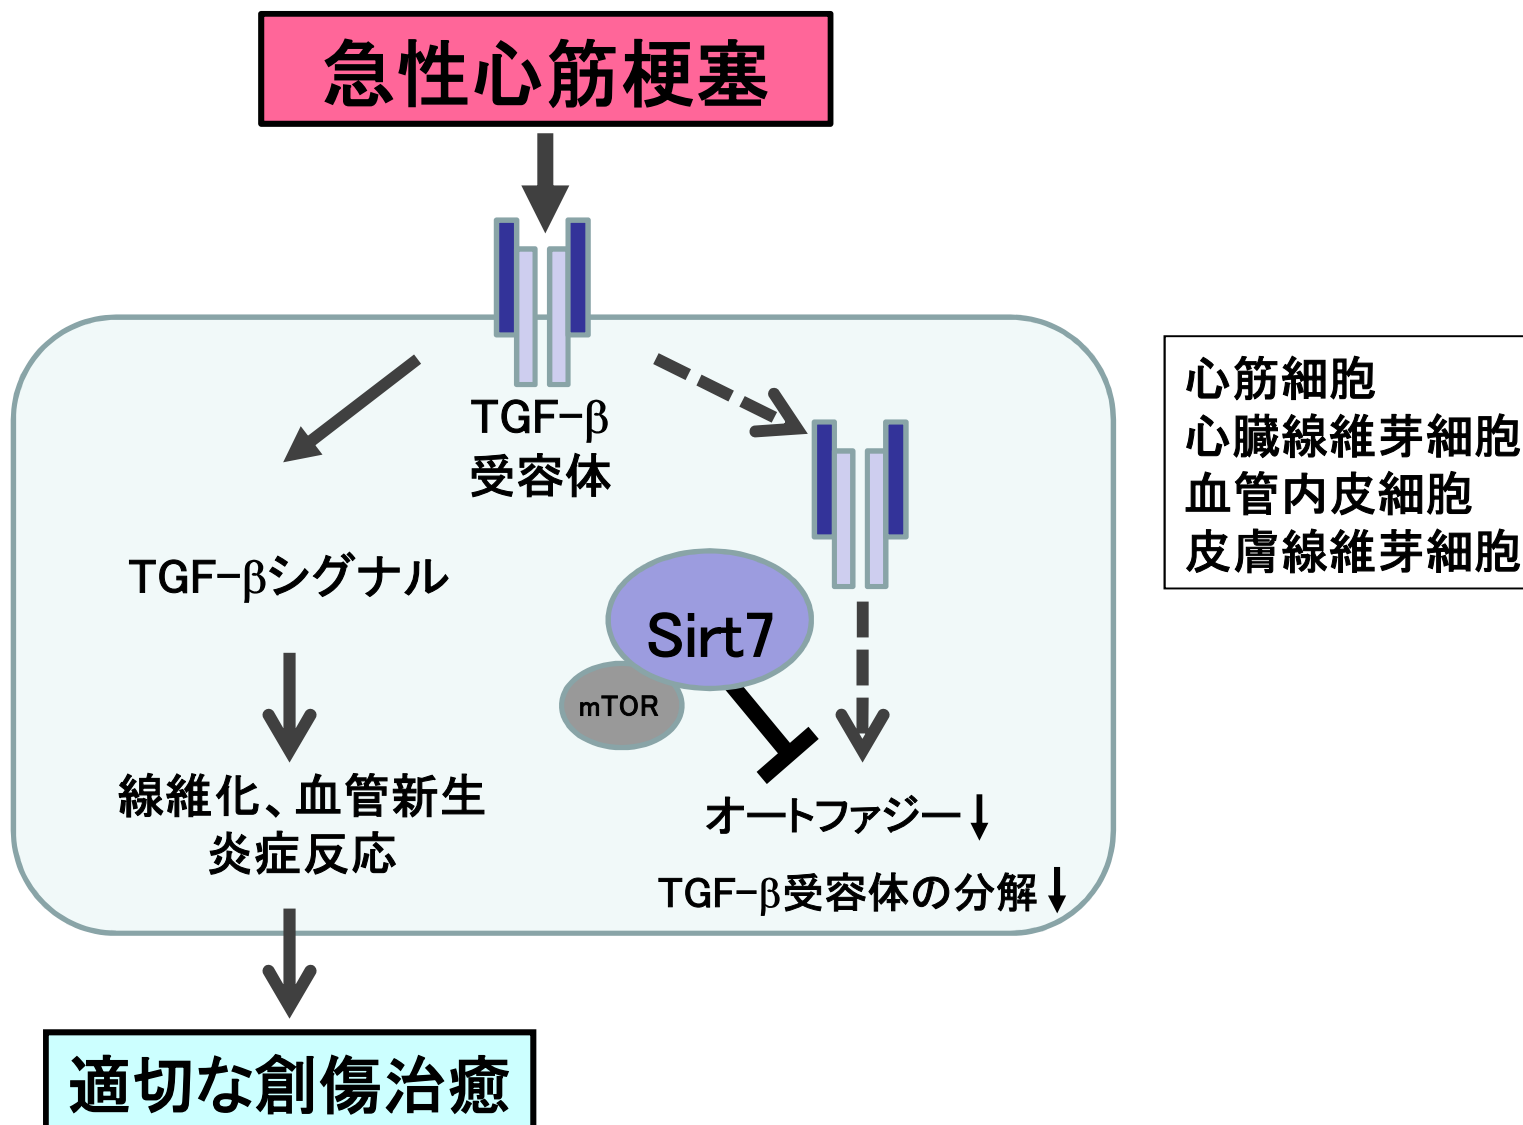 急性心筋梗塞
TGF-β
受容体
心筋細胞
心臓線維芽細胞
血管内皮細胞
皮膚線維芽細胞
TGF-βシグナル
Sirt7
mTOR
線維化、血管新生
炎症反応
オートファジー↓
TGF-β受容体の分解↓
適切な創傷治癒